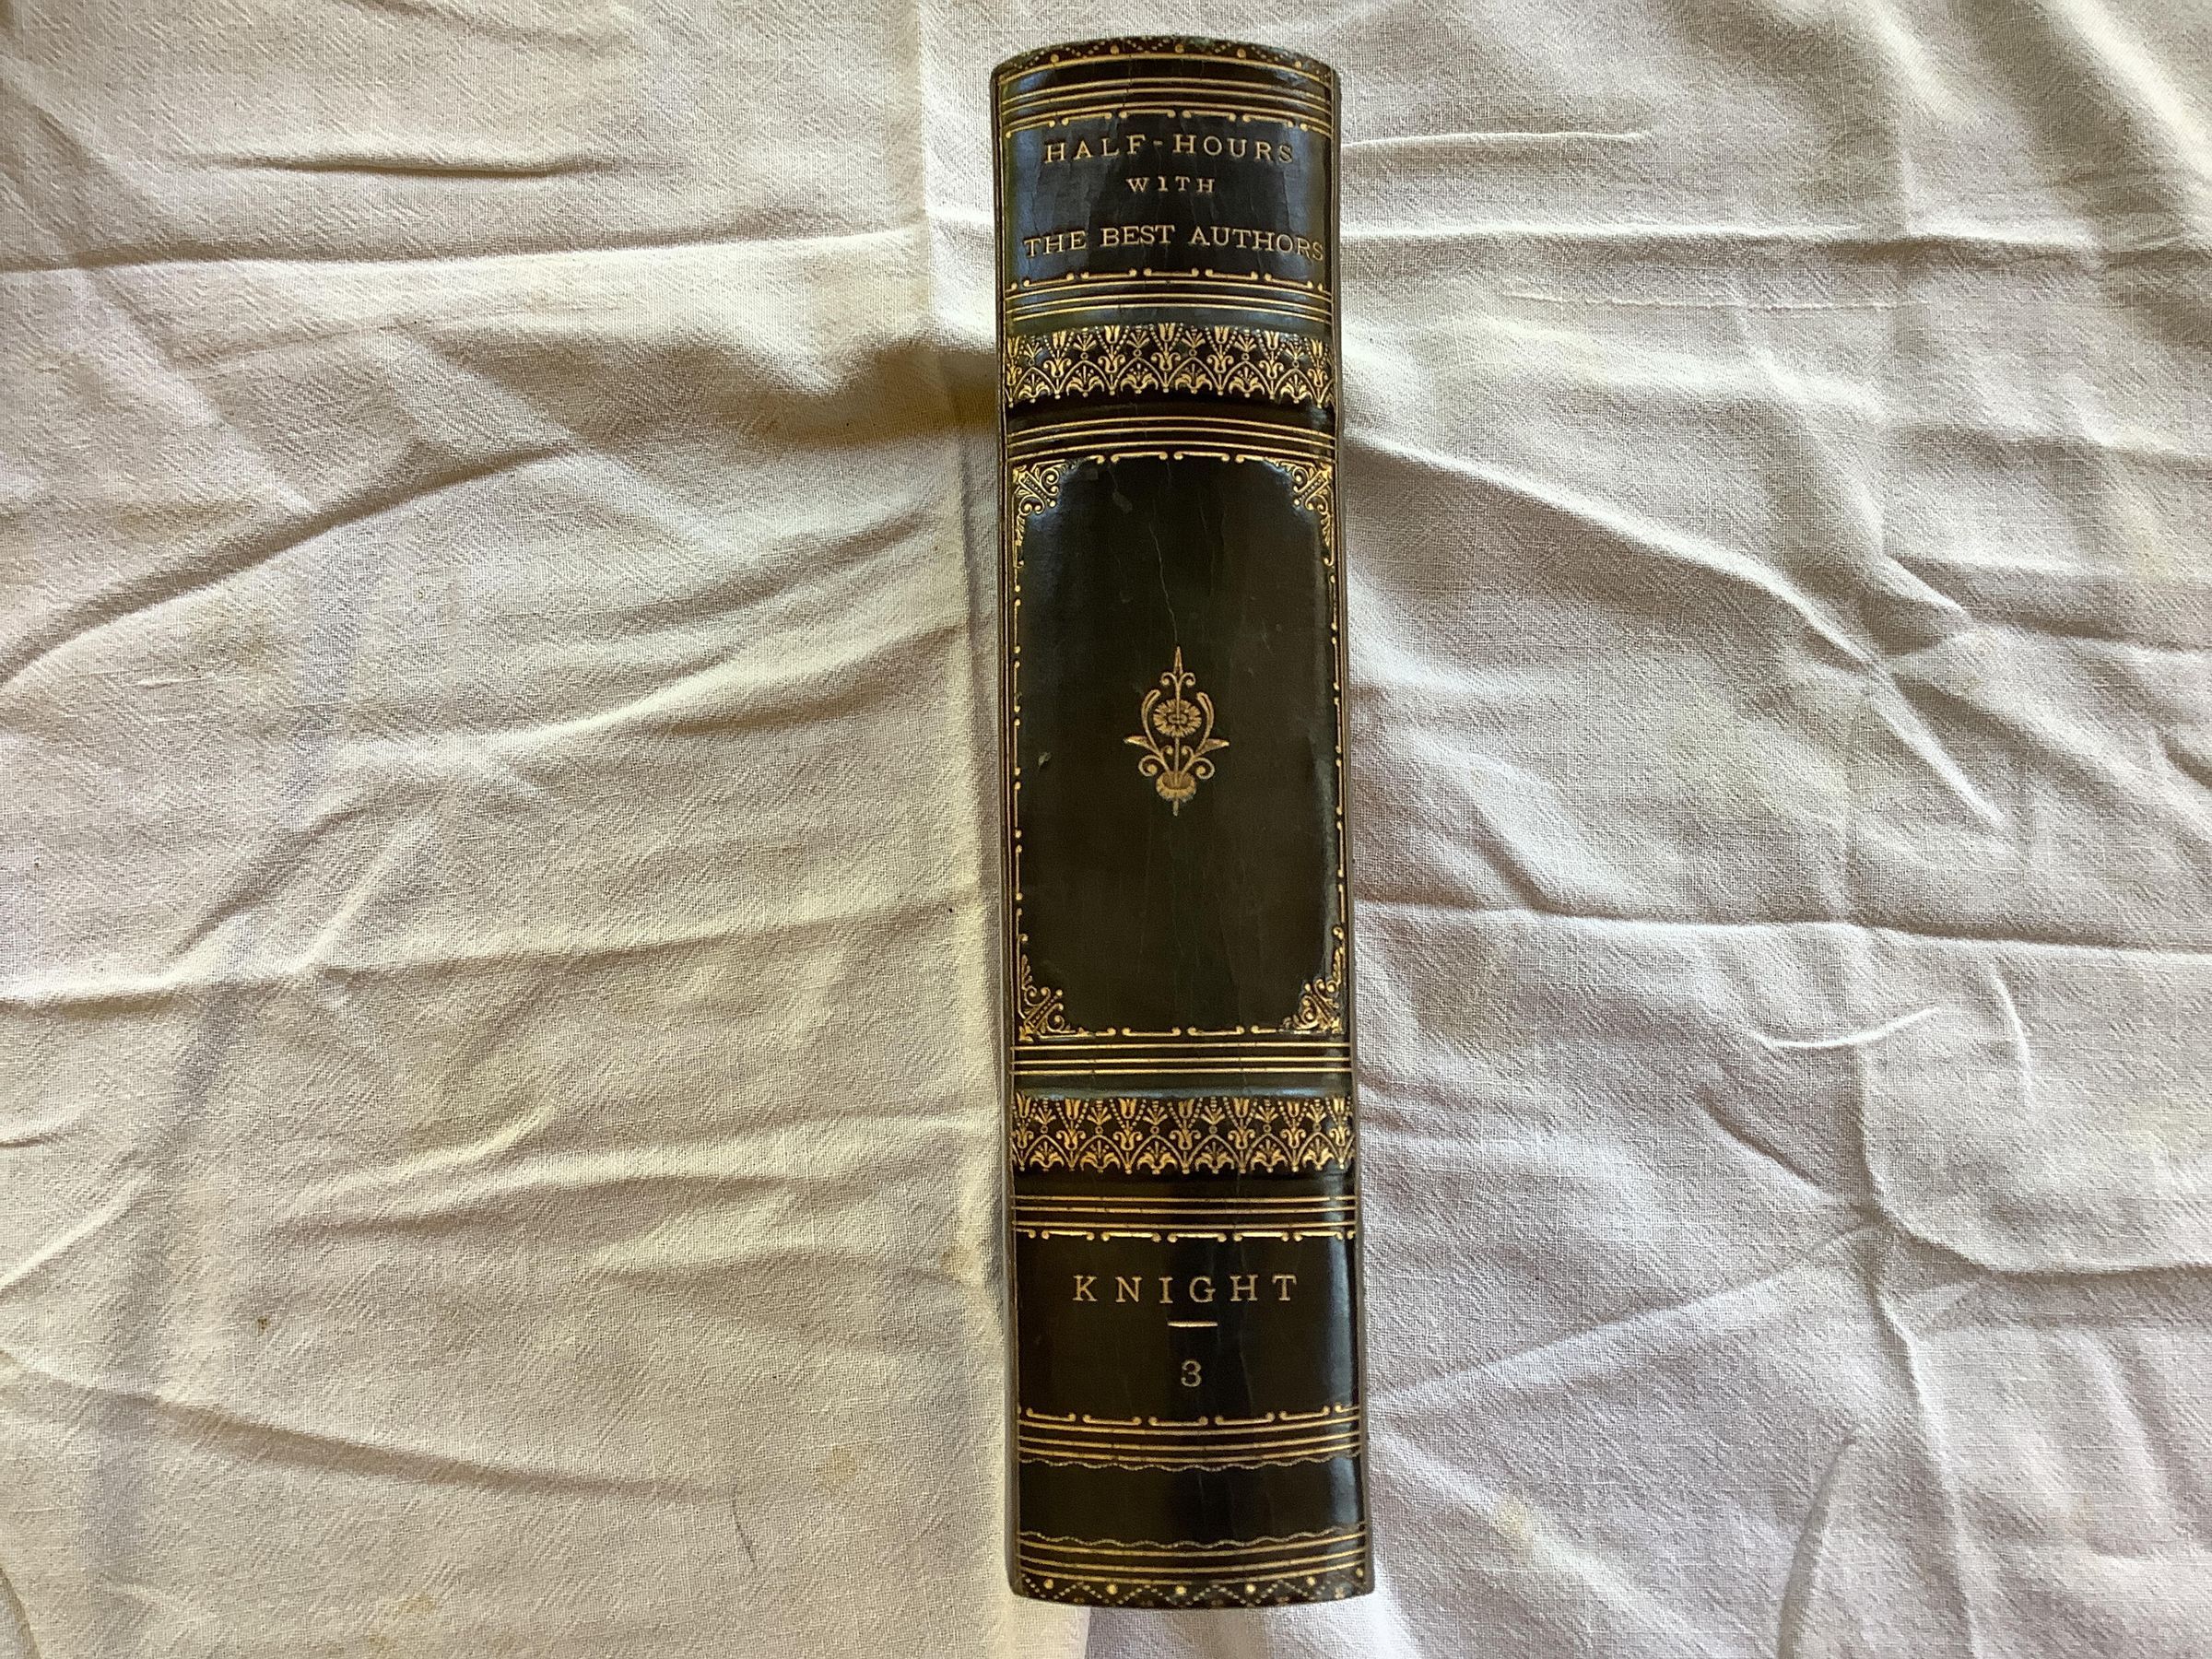 HALF-HOURS
WITH
THE BEST AUTHORS
KNIGHT
3